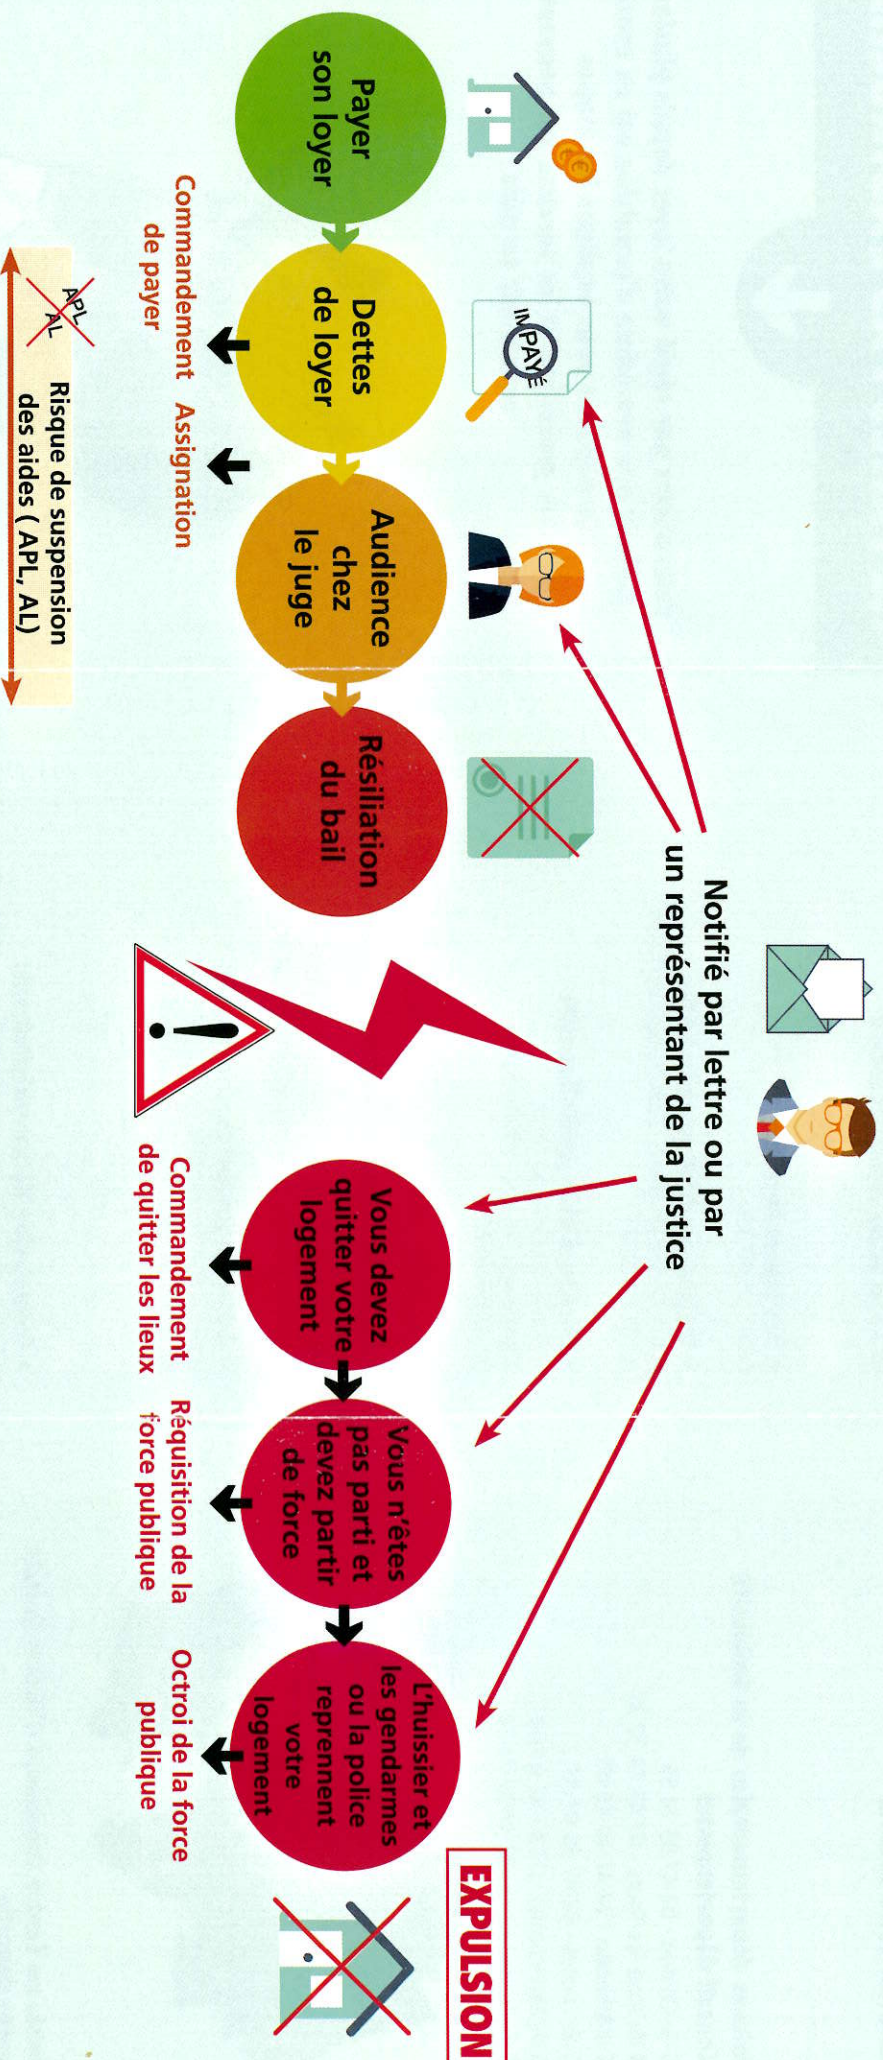 Notifié par lettre ou par
un représentant de la justice
IMPAYÉ
EXPULSION
Payer
son loyer
Dettes
de loyer
Audience
chez
le juge
Résiliation
du bail
Vous devez
quitter votre
logement
Vous n'êtes
pas parti et
devez partir
de force
L'huissier et
les gendarmes
ou la police
reprennent
votre
logement
Commandement
de payer
Assignation
Commandement
de quitter les lieux
Réquisition de la
force publique
Octroi de la force
publique
APL
AL
Risque de suspension
des aides ( APL, AL)